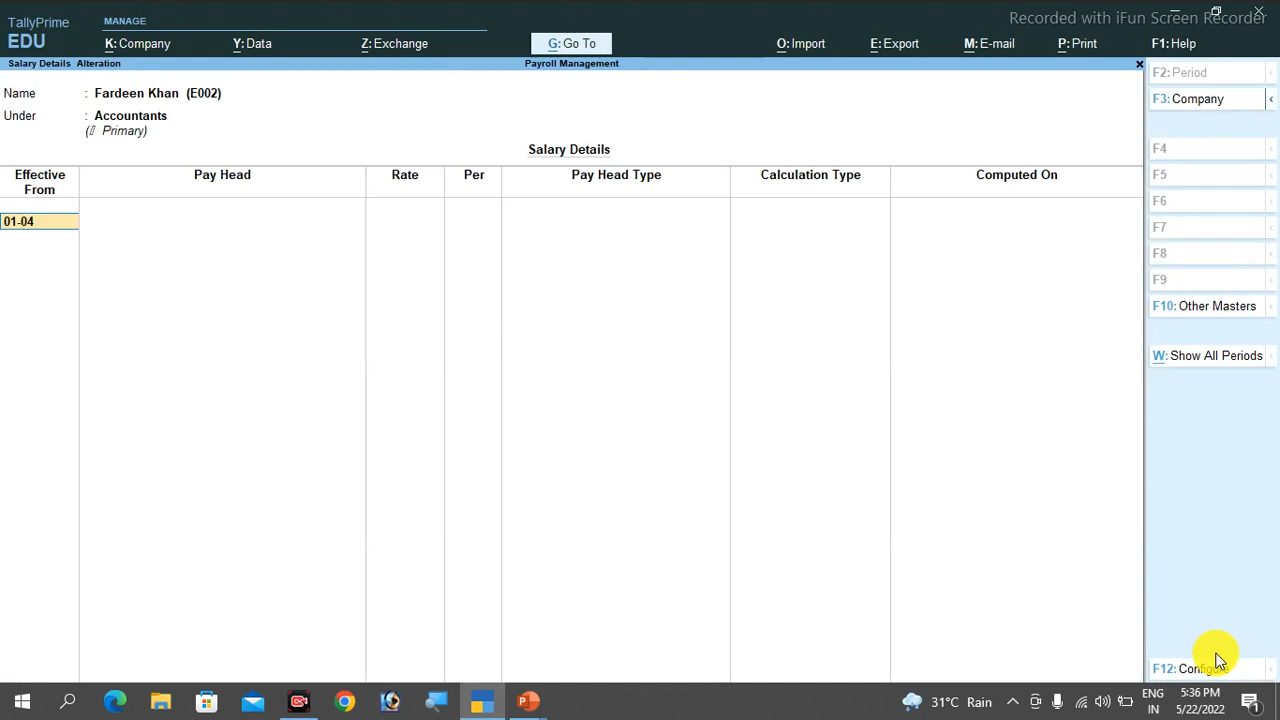 Recorded with iFun Screen Recorder
TallyPrime
EDU
MANAGE
K: Company
Y: Data
Z: Exchange
G: Go To
O: Import
E: Export
M: E-mail
P: Print
F1: Help
Salary Details Alteration
Payroll Management
Name : Fardeen Khan (E002)
Under : Accountants
Primary)
Salary Details
Effective From
Pay Head
Rate
Per
Pay Head Type
Calculation Type
Computed On
01-04
F2: Period
F3: Company
F4
F5
F6
F7
F8
F9
F10: Other Masters
W: Show All Periods
F12: Configure
31°C Rain
ENG
IN
5:36 PM
5/22/2022
1